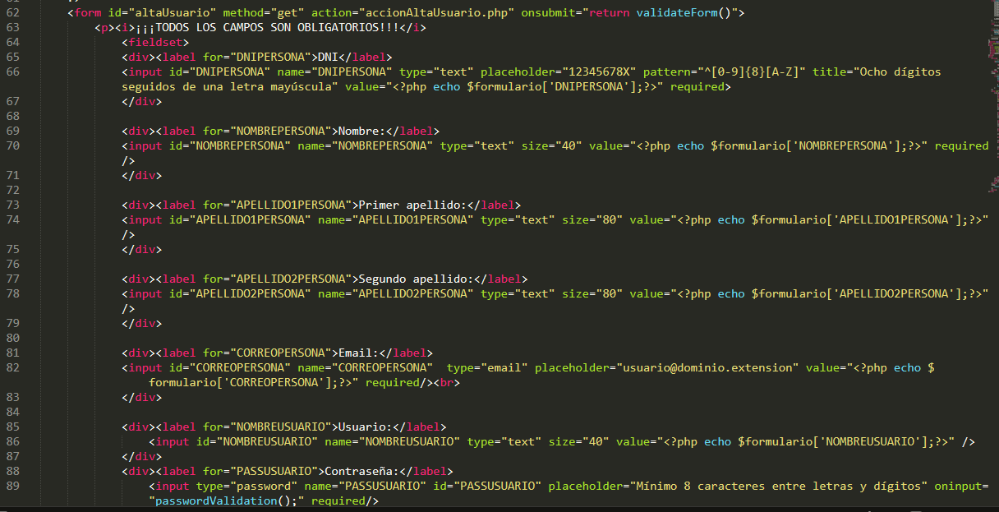 62 <form id="altaUsuario" method="get" action="accionAltaUsuario.php" onsubmit="return validateForm()">
63 <p><i>¡¡¡TODOS LOS CAMPOS SON OBLIGATORIOS!!!</i>
64 <fieldset>
65 <div><label for="DNIPERSONA">DNI</label>
66 <input id="DNIPERSONA" name="DNIPERSONA" type="text" placeholder="12345678X" pattern="^[0-9]{8}[A-Z]" title="Ocho dígitos
seguidos de una letra mayúscula" value="<?php echo $formulario['DNIPERSONA'];?>" required>
67 </div>
68
69 <div><label for="NOMBREPERSONA">Nombre:</label>
70 <input id="NOMBREPERSONA" name="NOMBREPERSONA" type="text" size="40" value="<?php echo $formulario['NOMBREPERSONA'];?>" required
/>
71 </div>
72
73 <div><label for="APELLIDO1PERSONA">Primer apellido:</label>
74 <input id="APELLIDO1PERSONA" name="APELLIDO1PERSONA" type="text" size="80" value="<?php echo $formulario['APELLIDO1PERSONA'];?>"
/>
75 </div>
76
77 <div><label for="APELLIDO2PERSONA">Segundo apellido:</label>
78 <input id="APELLIDO2PERSONA" name="APELLIDO2PERSONA" type="text" size="80" value="<?php echo $formulario['APELLIDO2PERSONA'];?>"
/>
79 </div>
80
81 <div><label for="CORREOPERSONA">Email:</label>
82 <input id="CORREOPERSONA" name="CORREOPERSONA"  type="email" placeholder="usuario@dominio.extension" value="<?php echo $
formulario['CORREOPERSONA'];?>" required/><br>
83 </div>
84
85 <div><label for="NOMBREUSUARIO">Usuario:</label>
86 <input id="NOMBREUSUARIO" name="NOMBREUSUARIO" type="text" size="40" value="<?php echo $formulario['NOMBREUSUARIO'];?>" />
87 </div>
88 <div><label for="PASSUSUARIO">Contraseña:</label>
89 <input type="password" name="PASSUSUARIO" id="PASSUSUARIO" placeholder="Mínimo 8 caracteres entre letras y dígitos" oninput=
"passwordValidation();" required/>